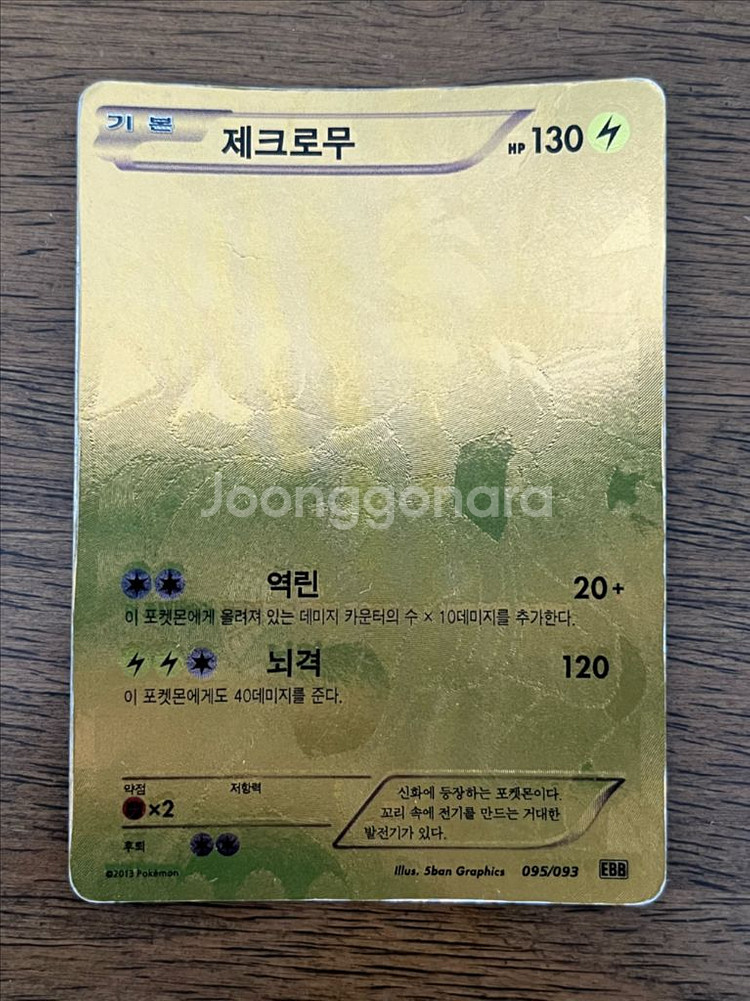 기본 제크로무 HP 130
Joonggonara
역린 20+
이 포켓몬에게 올려져 있는 데미지 카운터의 수 × 10데미지를 추가한다.
뇌격 120
이 포켓몬에게도 40데미지를 준다.
약점 저항력
×2
후퇴
신화에 등장하는 포켓몬이다.
꼬리 속에 전기를 만드는 거대한
발전기가 있다.
©2013 Pokémon Illus. 5ban Graphics 095/093 EBB